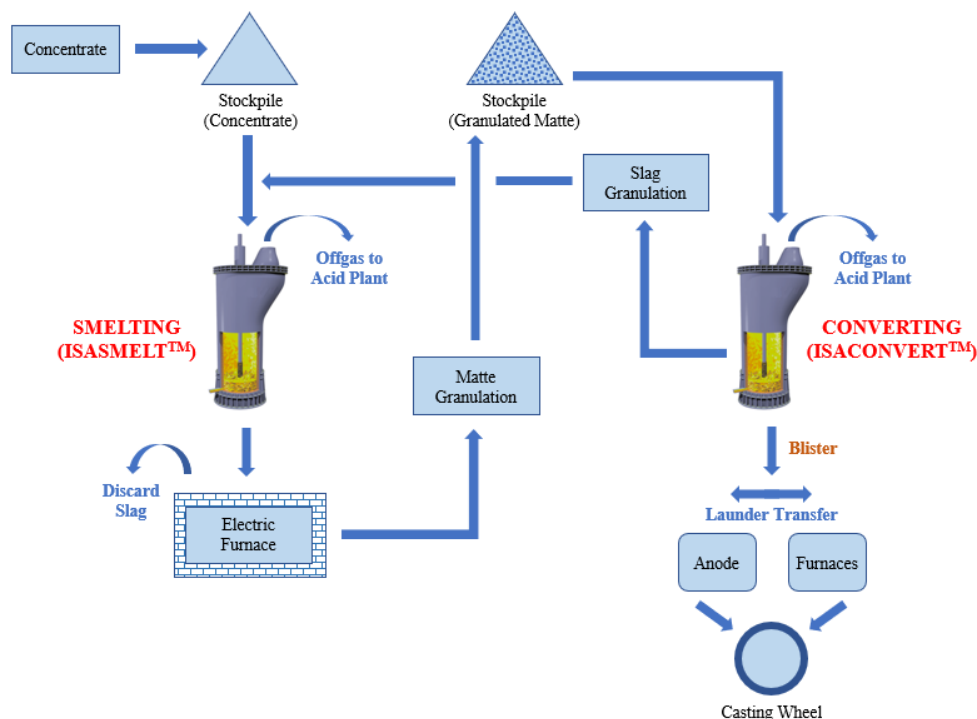 Concentrate
Stockpile
(Concentrate)
Stockpile
(Granulated Matte)
Slag
Granulation
Offgas to
Acid Plant
Offgas to
Acid Plant
SMELTING
(ISASMELT™)
CONVERTING
(ISACONVERT™)
Matte
Granulation
Blister
Discard
Slag
Launder Transfer
Electric
Furnace
Anode
Furnaces
Casting Wheel